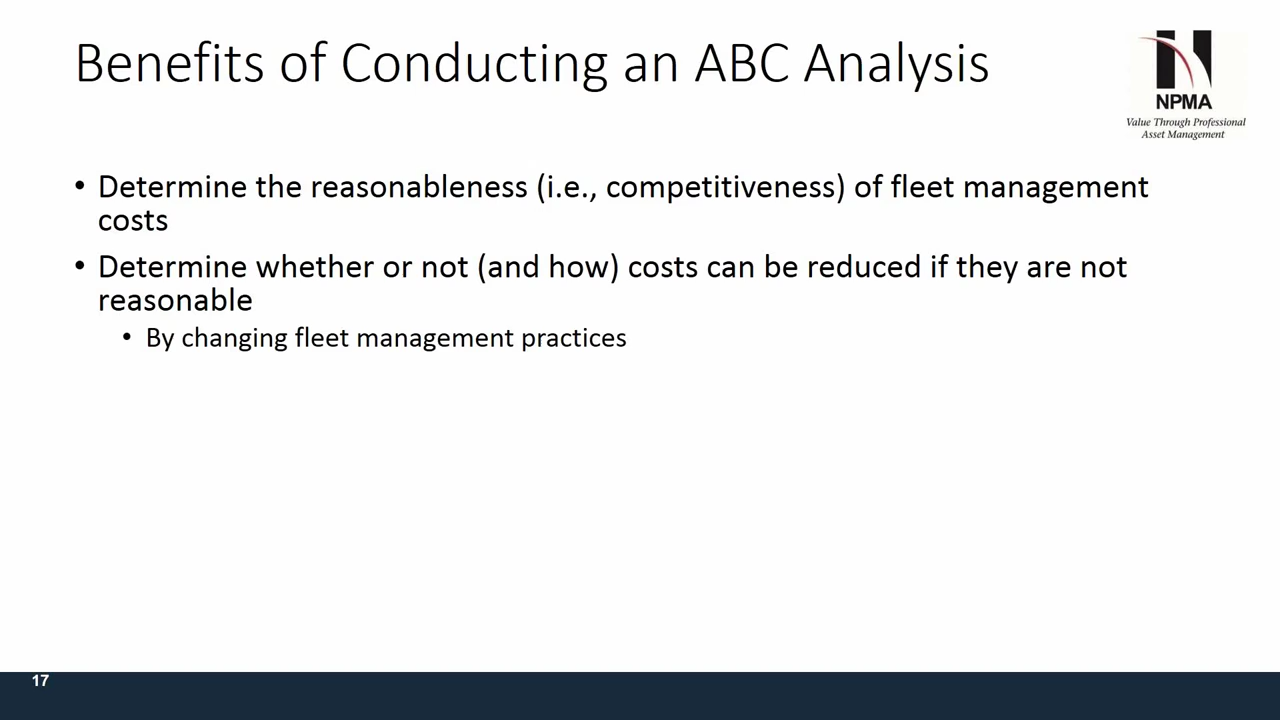 Benefits of Conducting an ABC Analysis
NPMA
Value Through Professional
Asset Management
• Determine the reasonableness (i.e., competitiveness) of fleet management
costs
• Determine whether or not (and how) costs can be reduced if they are not
reasonable
• By changing fleet management practices
17